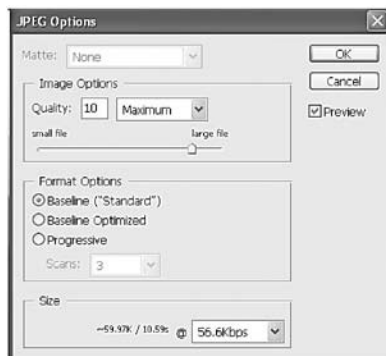 JPEG Options
Matte: None
OK
Image Options
Cancel
Quality: 10 Maximum
Preview
small file large file
Format Options
Baseline ("Standard")
Baseline Optimized
Progressive
Scans: 3
Size
~59.97K / 10.59s @ 56.6Kbps